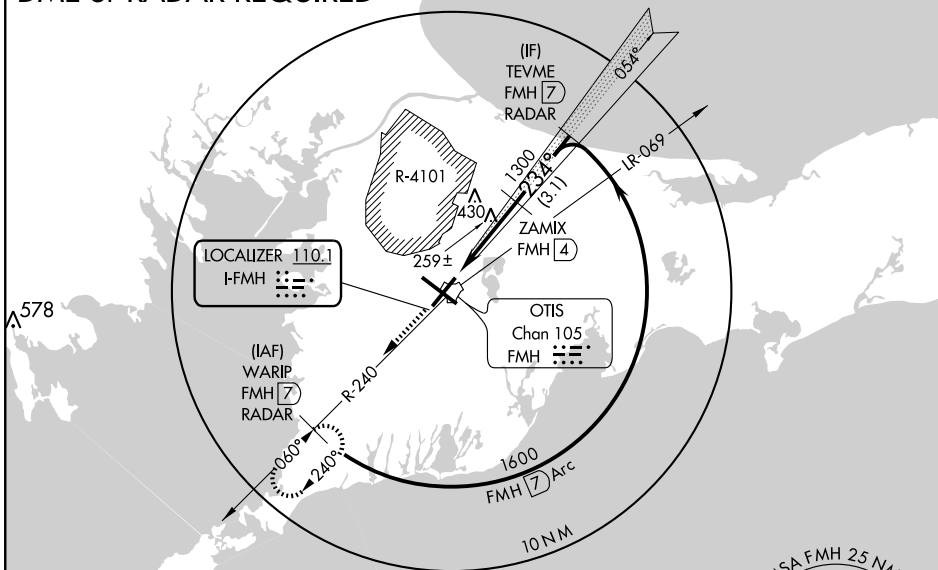 DME or RADAR REQUIRED
(IF)
TEVME
FMH 7
RADAR
054°
LR-069
1300
234°
(3.1)
R-4101
430
ZAMIX
FMH 4
259±
LOCALIZER 110.1
I-FMH
OTIS
Chan 105
FMH
578
(IAF)
WARIP
FMH 7
RADAR
R-240
060°
240°
1600
FMH 7 Arc
10 NM
MSA FMH 25 NM